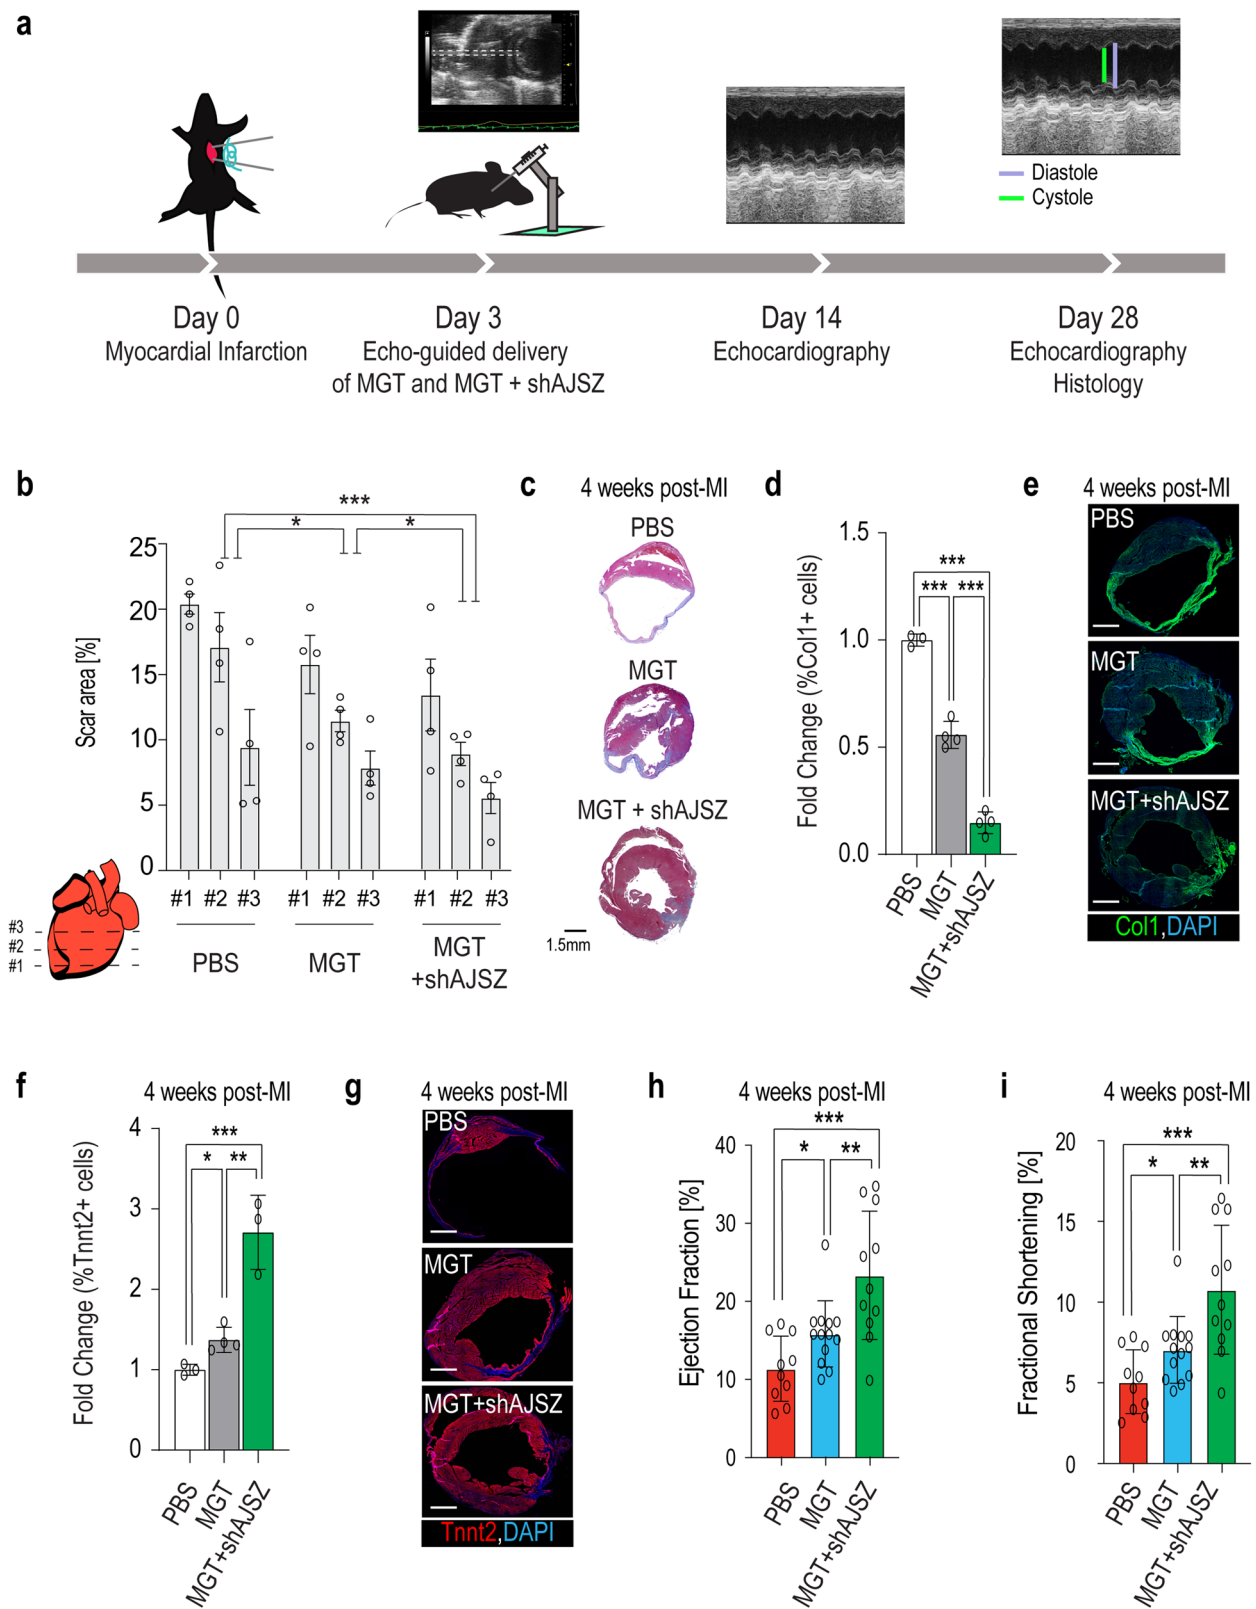 a
Diastole
Cystole
Day 0
Myocardial Infarction
Day 3
Echo-guided delivery
of MGT and MGT + shAJSZ
Day 14
Echocardiography
Day 28
Echocardiography
Histology
b
***
* *
25
20
15
10
5
0
Scar area [%]
#1 #2 #3 #1 #2 #3 #1 #2 #3
PBS MGT MGT
+shAJSZ
#3
#2
#1
c
4 weeks post-MI
PBS
MGT
MGT + shAJSZ
1.5mm
d
1.5
1.0
0.5
0.0
Fold Change (%Col1+ cells)
***
*** ***
PBS
MGT
MGT+shAJSZ
e
4 weeks post-MI
PBS
MGT
MGT+shAJSZ
Col1,DAPI
f
4 weeks post-MI
4
3
2
1
0
Fold Change (%Tnnt2+ cells)
***
* **
PBS
MGT
MGT+shAJSZ
g
4 weeks post-MI
PBS
MGT
MGT+shAJSZ
Tnnt2,DAPI
h
4 weeks post-MI
40
30
20
10
0
Ejection Fraction [%]
***
* **
PBS
MGT
MGT+shAJSZ
i
4 weeks post-MI
20
15
10
5
0
Fractional Shortening [%]
***
* **
PBS
MGT
MGT+shAJSZ